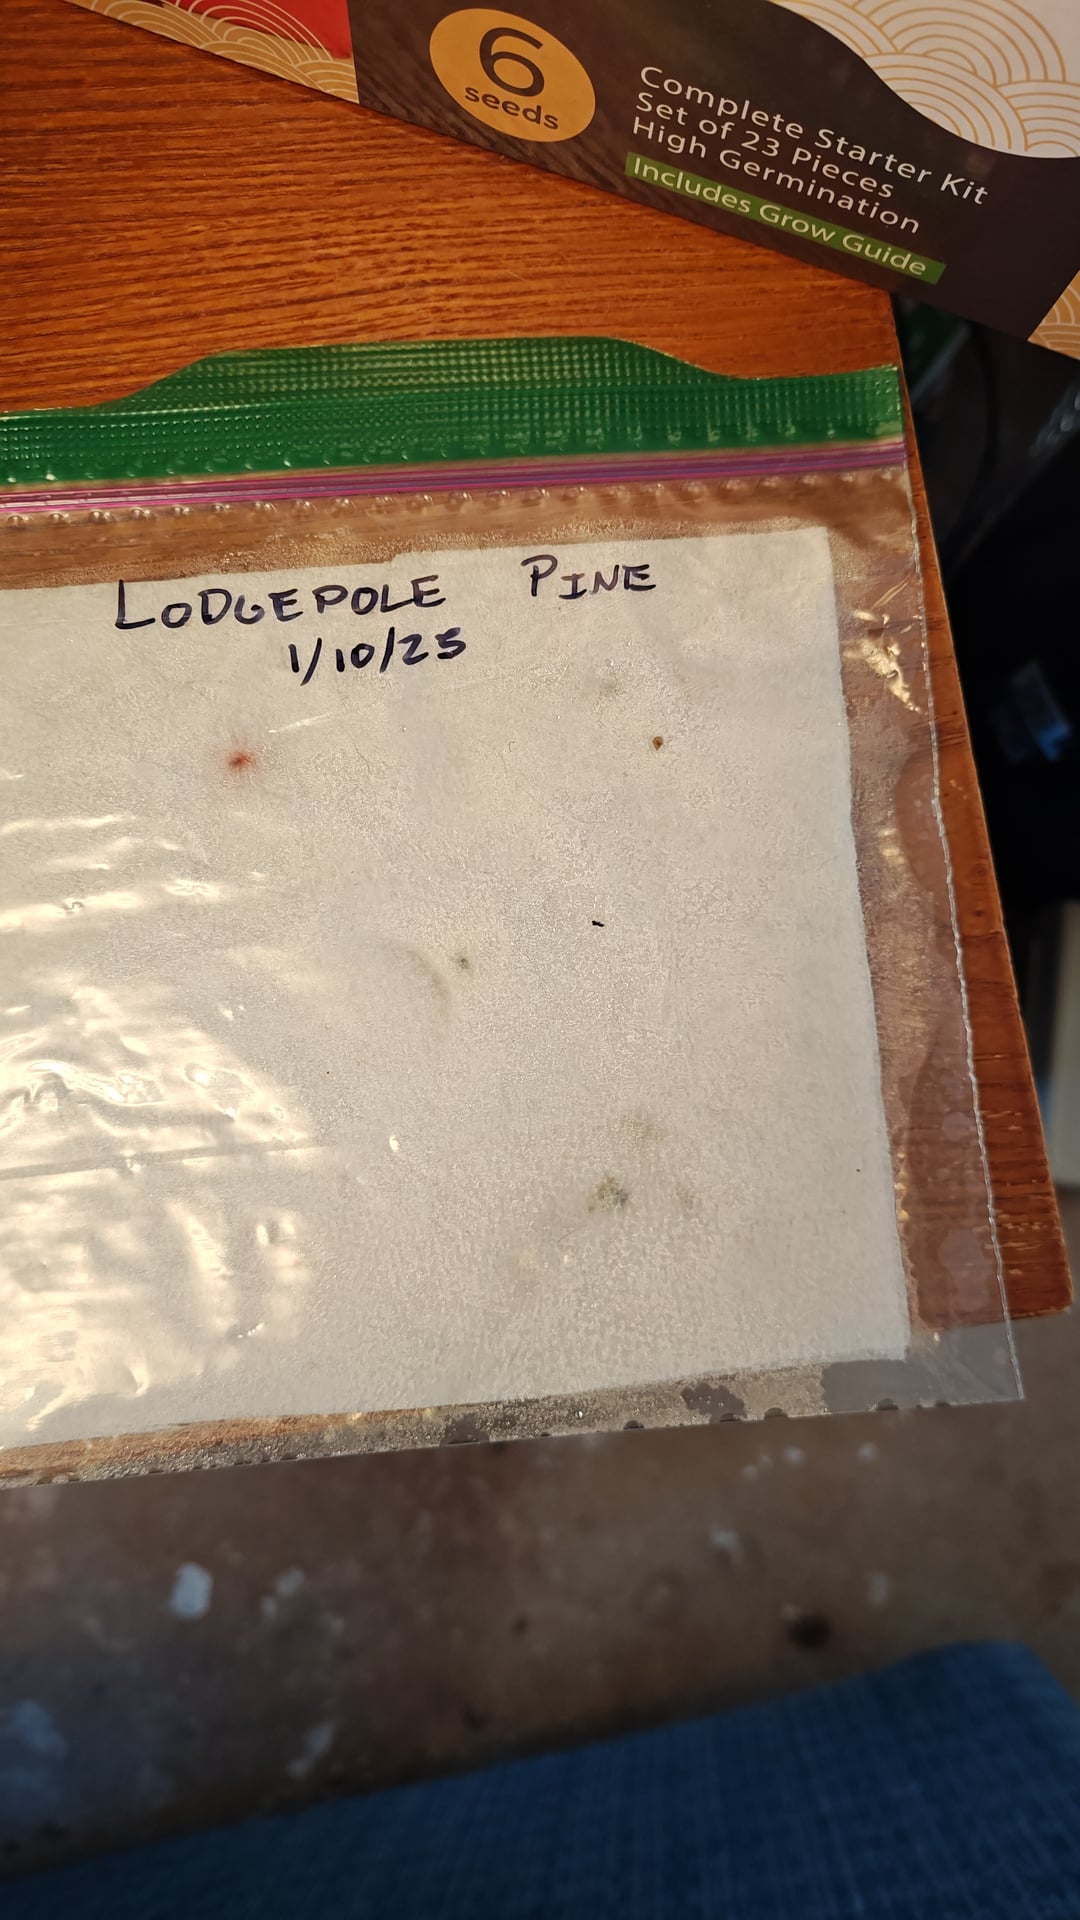 6
seeds
Complete Starter Kit
Set of 23 Pieces
High Germination
Includes Grow Guide
LODGEPOLE PINE
1/10/25